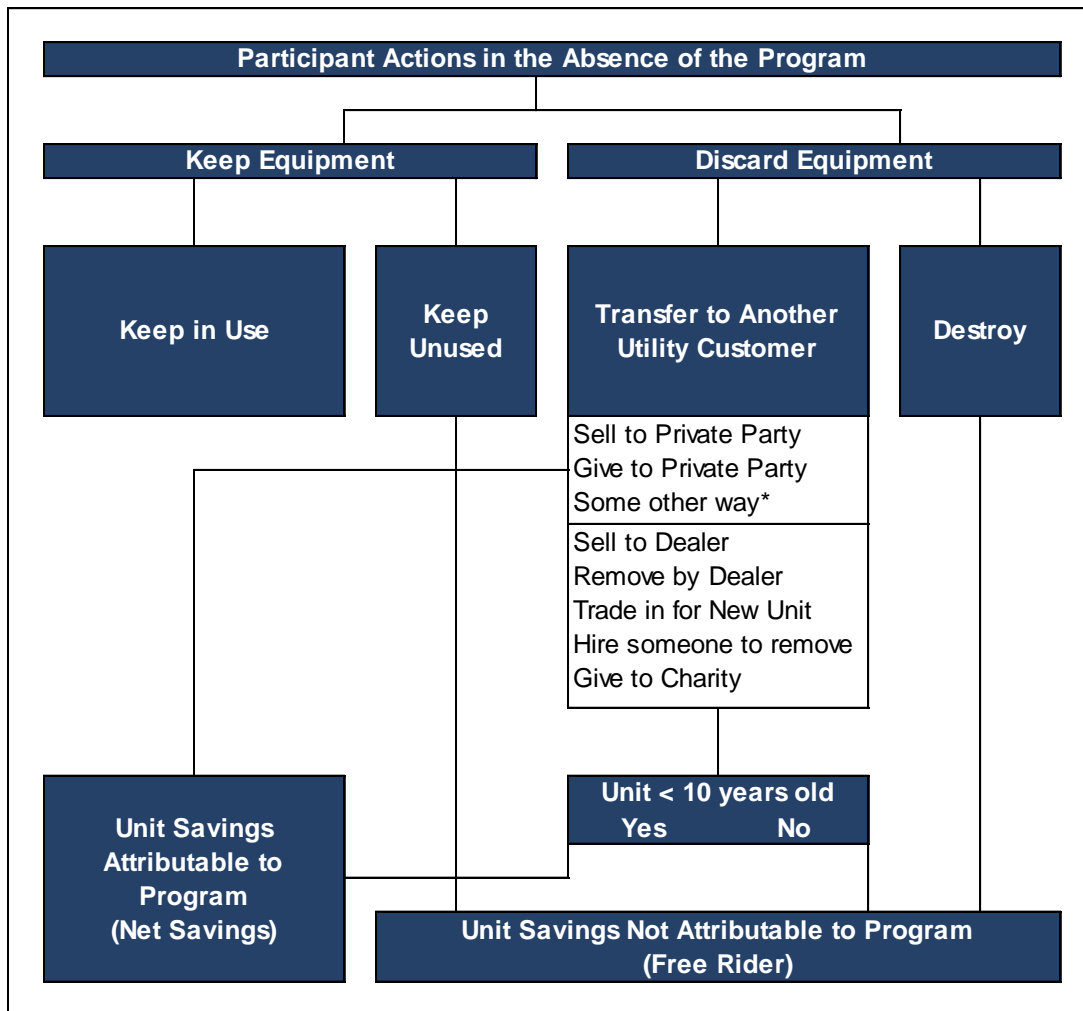 Participant Actions in the Absence of the Program
Keep Equipment
Discard Equipment
Keep in Use
Keep
Unused
Transfer to Another
Utility Customer
Destroy
Sell to Private Party
Give to Private Party
Some other way*
Sell to Dealer
Remove by Dealer
Trade in for New Unit
Hire someone to remove
Give to Charity
Unit Savings
Attributable to
Program
(Net Savings)
Unit < 10 years old
Yes No
Unit Savings Not Attributable to Program
(Free Rider)